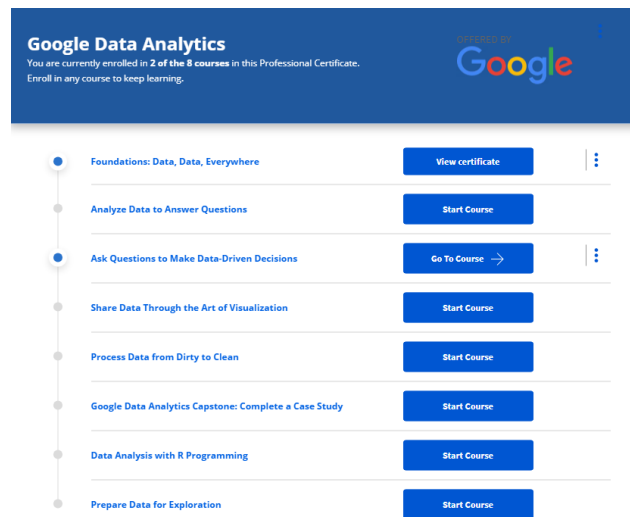 Google Data Analytics
You are currently enrolled in 2 of the 8 courses in this Professional Certificate.
Enroll in any course to keep learning.
OFFERED BY
Google
Foundations: Data, Data, Everywhere
View certificate
Analyze Data to Answer Questions
Start Course
Ask Questions to Make Data-Driven Decisions
Go To Course →
Share Data Through the Art of Visualization
Start Course
Process Data from Dirty to Clean
Start Course
Google Data Analytics Capstone: Complete a Case Study
Start Course
Data Analysis with R Programming
Start Course
Prepare Data for Exploration
Start Course